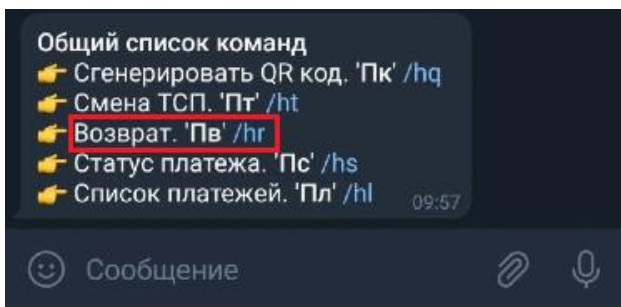 Общий список команд
👉 Сгенерировать QR код. 'Пк' /hq
👉 Смена ТСП. 'Пт' /ht
👉 Возврат. 'Пв' /hr
👉 Статус платежа. 'Пс' /hs
👉 Список платежей. 'Пл' /hl
09:57
Сообщение